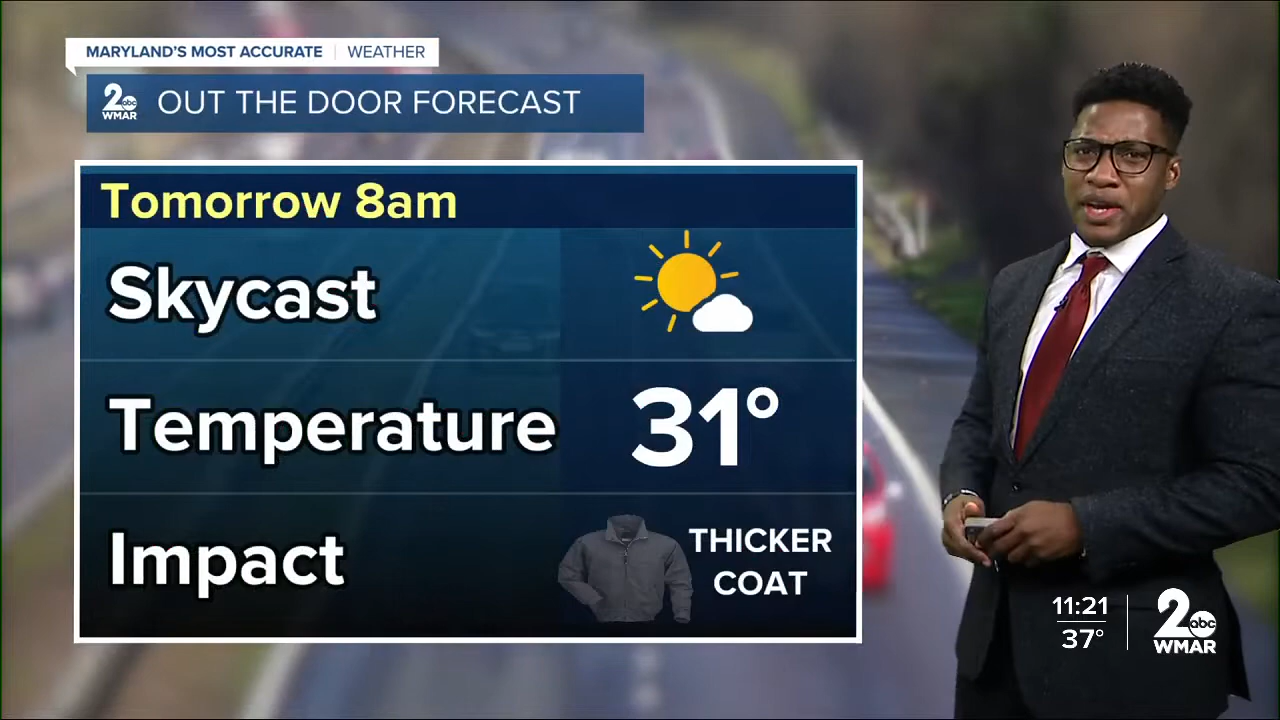 MARYLAND'S MOST ACCURATE | WEATHER
2 abc WMAR OUT THE DOOR FORECAST
Tomorrow 8am
Skycast
Temperature 31°
Impact THICKER COAT
11:21
37°
2 abc
WMAR